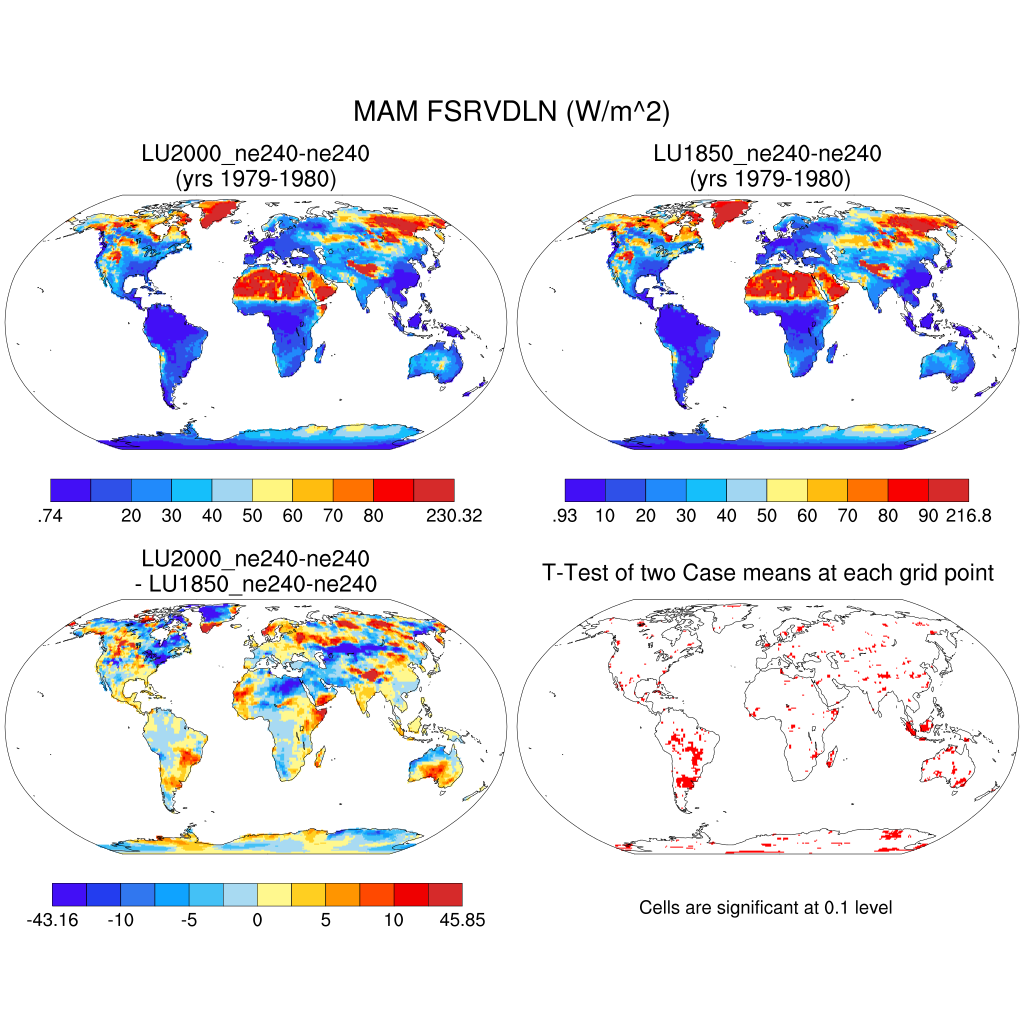 MAM FSRVDLN (W/m^2)
LU2000_ne240-ne240
(yrs 1979-1980)
LU1850_ne240-ne240
(yrs 1979-1980)
.74 20 30 40 50 60 70 80 230.32
.93 10 20 30 40 50 60 70 80 90 216.8
LU2000_ne240-ne240
- LU1850_ne240-ne240
T-Test of two Case means at each grid point
-43.16 -10 -5 0 5 10 45.85
Cells are significant at 0.1 level